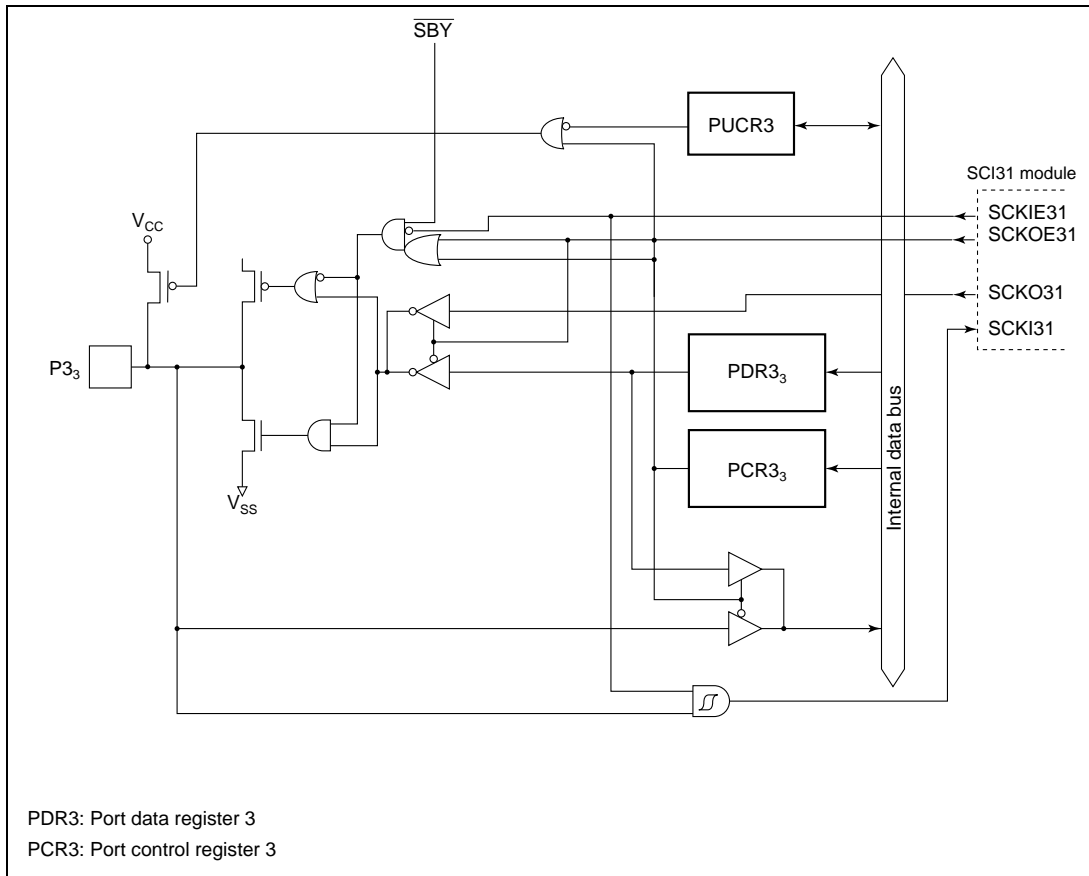 SBY
PUCR3
SCI31 module
SCKIE31
SCKOE31
VCC
SCKO31
SCKI31
P33
PDR33
PCR33
Internal data bus
VSS
PDR3: Port data register 3
PCR3: Port control register 3